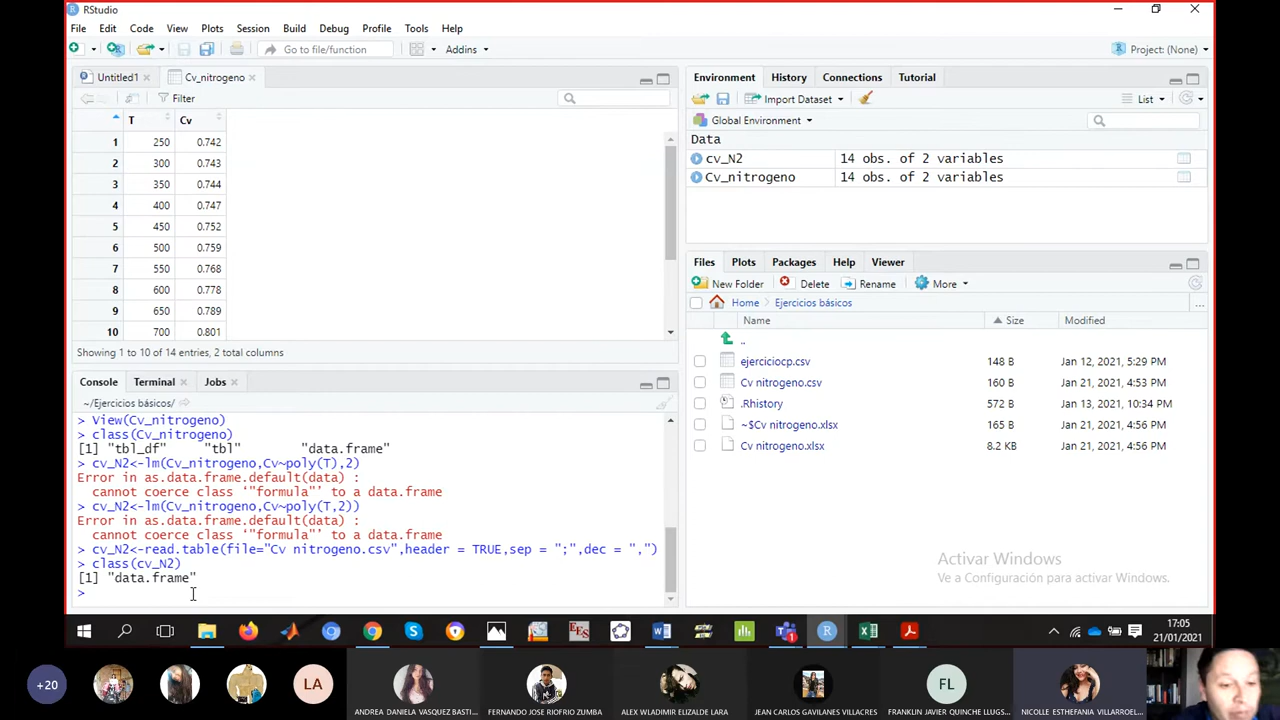 RStudio
File Edit Code View Plots Session Build Debug Profile Tools Help
Go to file/function Addins Project: (None)
Untitled1 Cv_nitrogeno
Filter
T Cv
1 250 0.742
2 300 0.743
3 350 0.744
4 400 0.747
5 450 0.752
6 500 0.759
7 550 0.768
8 600 0.778
9 650 0.789
10 700 0.801
Showing 1 to 10 of 14 entries, 2 total columns
Console Terminal Jobs
~/Ejercicios básicos/
> View(Cv_nitrogeno)
> class(Cv_nitrogeno)
[1] "tbl_df" "tbl" "data.frame"
> cv_N2<-lm(Cv_nitrogeno,Cv~poly(T),2)
Error in as.data.frame.default(data) :
cannot coerce class ‘"formula"’ to a data.frame
> cv_N2<-lm(Cv_nitrogeno,Cv~poly(T,2))
Error in as.data.frame.default(data) :
cannot coerce class ‘"formula"’ to a data.frame
> cv_N2<-read.table(file="Cv nitrogeno.csv",header = TRUE,sep = ";",dec = ",")
> class(cv_N2)
[1] "data.frame"
>
Environment History Connections Tutorial
Import Dataset List
Global Environment
Data
cv_N2 14 obs. of 2 variables
Cv_nitrogeno 14 obs. of 2 variables
Files Plots Packages Help Viewer
New Folder Delete Rename More
Home Ejercicios básicos ...
Name Size Modified
..
ejerciciocp.csv 148 B Jan 12, 2021, 5:29 PM
Cv nitrogeno.csv 160 B Jan 21, 2021, 4:53 PM
.Rhistory 572 B Jan 13, 2021, 10:34 PM
~$Cv nitrogeno.xlsx 165 B Jan 21, 2021, 4:56 PM
Cv nitrogeno.xlsx 8.2 KB Jan 21, 2021, 4:56 PM
Activar Windows
Ve a Configuración para activar Windows.
17:05
21/01/2021
+20
LA
FL
ANDREA DANIELA VASQUEZ BASTI...
FERNANDO JOSE RIOFRIO ZUMBA
ALEX WLADIMIR ELIZALDE LARA
JEAN CARLOS GAVILANES VILLACRES
FRANKLIN JAVIER QUINCHE LLUGS...
NICOLLE ESTHEFANIA VILLARROEL...